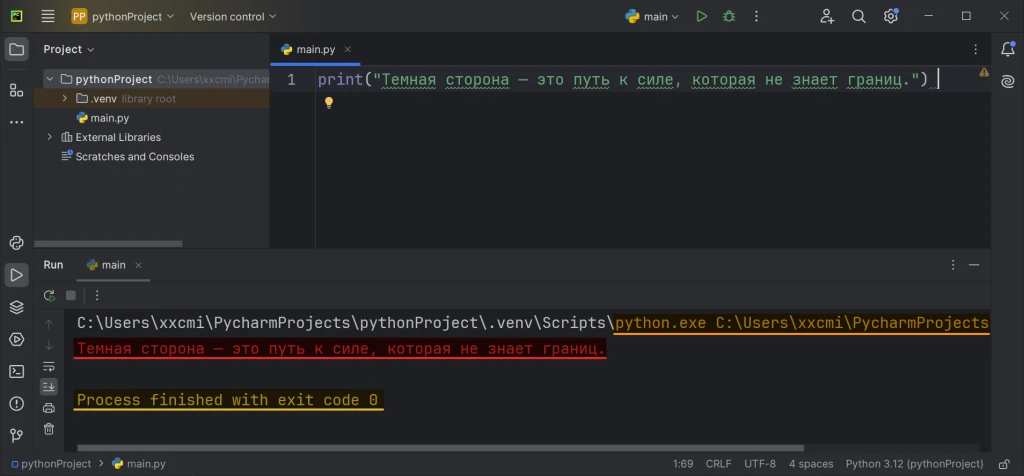 PP pythonProject Version control main
Project
main.py
pythonProject C:\Users\xxcmi\Pycharm
1 print("Темная сторона — это путь к силе, которая не знает границ.")
.venv library root
main.py
External Libraries
Scratches and Consoles
Run main
C:\Users\xxcmi\PycharmProjects\pythonProject\.venv\Scripts\python.exe C:\Users\xxcmi\PycharmProjects
Темная сторона — это путь к силе, которая не знает границ.
Process finished with exit code 0
pythonProject main.py 1:69 CRLF UTF-8 4 spaces Python 3.12 (pythonProject)